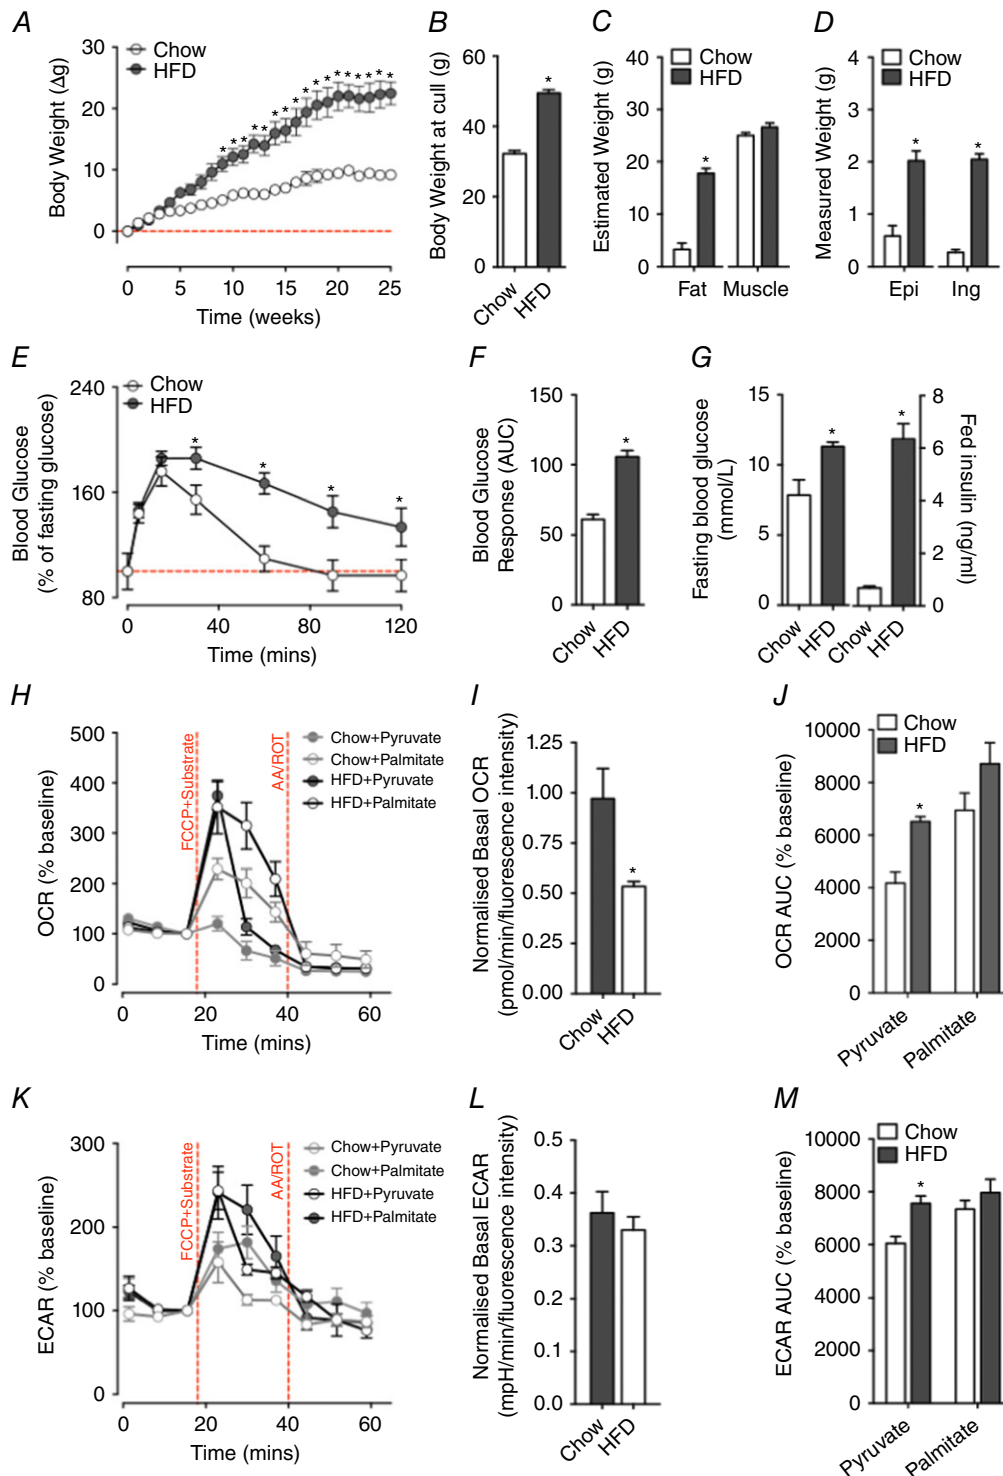 A
Chow
HFD
Body Weight (Δg)
30
20
10
0
0 5 10 15 20 25
Time (weeks)
* * * * * * * * * * * * * * * * *
B
Body Weight at cull (g)
60
40
20
0
*
Chow HFD
C
Chow
HFD
Estimated Weight (g)
40
30
20
10
0
*
Fat Muscle
D
Chow
HFD
Measured Weight (g)
4
3
2
1
0
* *
Epi Ing
E
Chow
HFD
Blood Glucose
(% of fasting glucose)
240
160
80
* * * *
0 40 80 120
Time (mins)
F
Blood Glucose
Response (AUC)
150
100
50
0
*
Chow HFD
G
Fasting blood glucose
(mmol/L)
15
10
5
0
* *
8
6
4
2
0
Fed insulin (ng/ml)
Chow HFD Chow HFD
H
OCR (% baseline)
500
400
300
200
100
0
FCCP+Substrate
AA/ROT
Chow+Pyruvate
Chow+Palmitate
HFD+Pyruvate
HFD+Palmitate
0 20 40 60
Time (mins)
I
Normalised Basal OCR
(pmol/min/fluorescence intensity)
1.25
1.00
0.75
0.50
0.25
0.00
*
Chow HFD
J
Chow
HFD
OCR AUC (% baseline)
10000
8000
6000
4000
2000
0
*
Pyruvate Palmitate
K
ECAR (% baseline)
300
200
100
0
FCCP+Substrate
AA/ROT
Chow+Pyruvate
Chow+Palmitate
HFD+Pyruvate
HFD+Palmitate
0 20 40 60
Time (mins)
L
Normalised Basal ECAR
(mpH/min/fluorescence intensity)
0.5
0.4
0.3
0.2
0.1
0.0
Chow HFD
M
Chow
HFD
ECAR AUC (% baseline)
10000
8000
6000
4000
2000
0
*
Pyruvate Palmitate